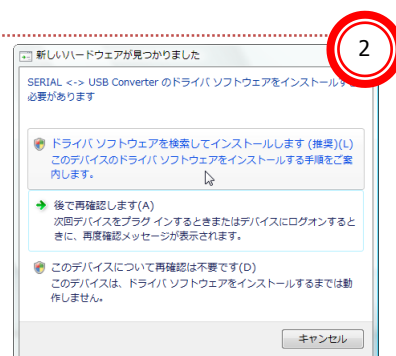 2
新しいハードウェアが見つかりました
SERIAL <-> USB Converter のドライバ ソフトウェアをインストールす
必要があります
ドライバ ソフトウェアを検索してインストールします (推奨)(L)
このデバイスのドライバ ソフトウェアをインストールする手順をご案
内します。
後で再確認します(A)
次回デバイスをプラグ インするときまたはデバイスにログオンすると
きに、再度確認メッセージが表示されます。
このデバイスについて再確認は不要です(D)
このデバイスは、ドライバ ソフトウェアをインストールするまでは動
作しません。
キャンセル